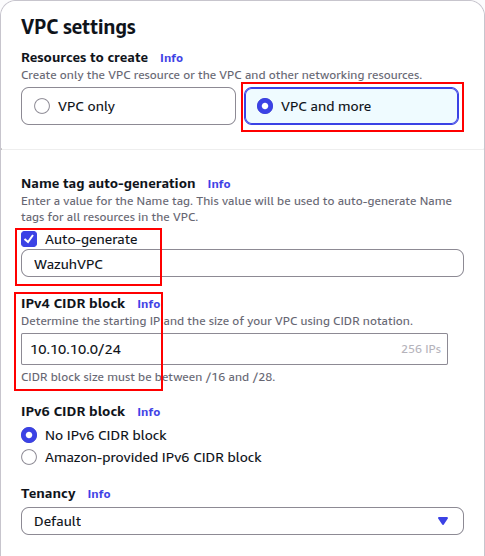 VPC settings
Resources to create Info
Create only the VPC resource or the VPC and other networking resources.
VPC only
VPC and more
Name tag auto-generation Info
Enter a value for the Name tag. This value will be used to auto-generate Name
tags for all resources in the VPC.
Auto-generate
WazuhVPC
IPv4 CIDR block Info
Determine the starting IP and the size of your VPC using CIDR notation.
10.10.10.0/24 256 IPs
CIDR block size must be between /16 and /28.
IPv6 CIDR block Info
No IPv6 CIDR block
Amazon-provided IPv6 CIDR block
Tenancy Info
Default